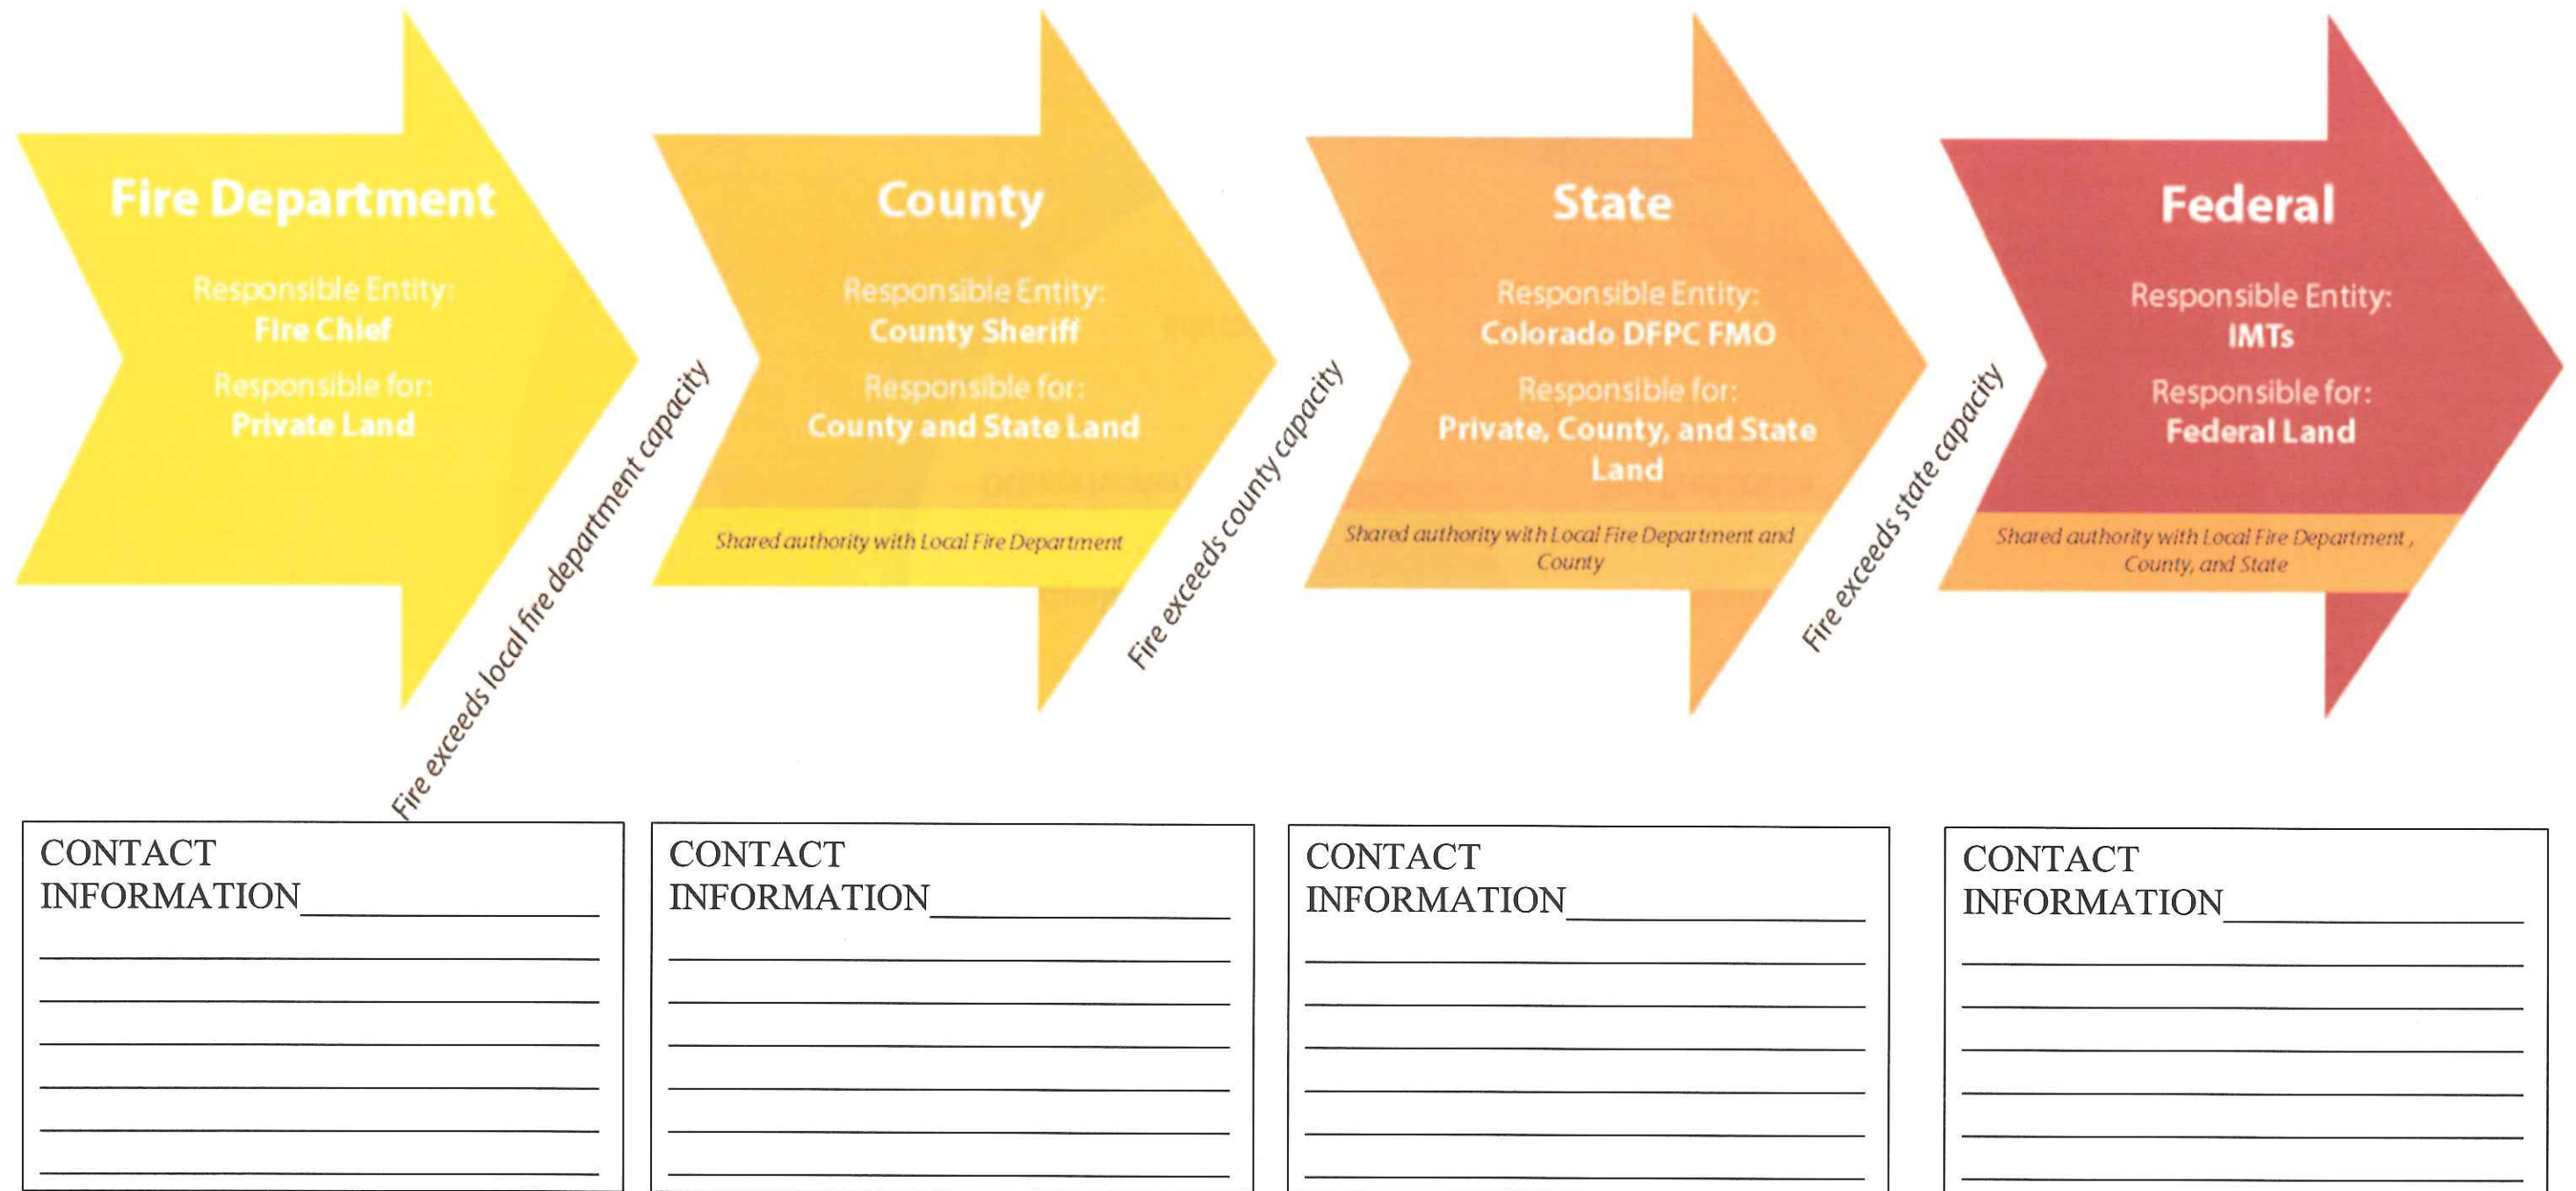 Fire Department
Responsible Entity:
Fire Chief
Responsible for:
Private Land
Fire exceeds local fire department capacity
County
Responsible Entity:
County Sheriff
Responsible for:
County and State Land
Shared authority with Local Fire Department
Fire exceeds county capacity
State
Responsible Entity:
Colorado DFPC FMO
Responsible for:
Private, County, and State
Land
Shared authority with Local Fire Department and
County
Fire exceeds state capacity
Federal
Responsible Entity:
IMTs
Responsible for:
Federal Land
Shared authority with Local Fire Department ,
County, and State
CONTACT
INFORMATION
CONTACT
INFORMATION
CONTACT
INFORMATION
CONTACT
INFORMATION